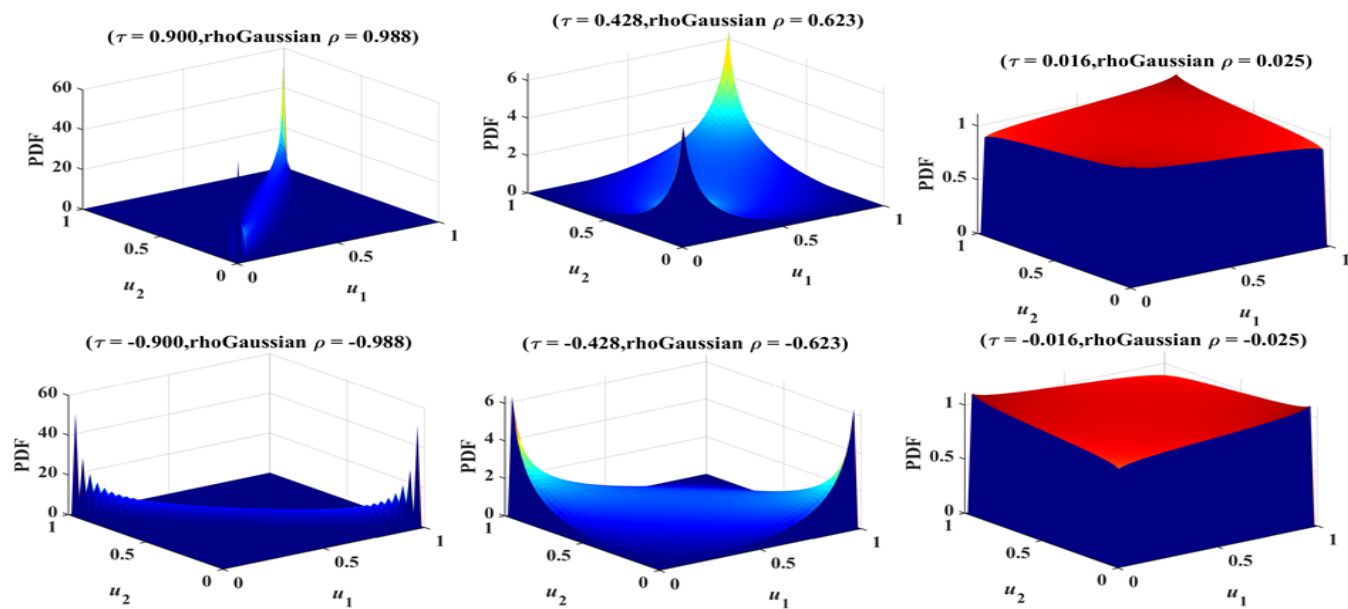 (τ = 0.900,rhoGaussian ρ = 0.988)
60
40
20
0
PDF
1
0.5
0
u2
0
0.5
1
u1
(τ = 0.428,rhoGaussian ρ = 0.623)
6
4
2
0
PDF
1
0.5
0
u2
0
0.5
1
u1
(τ = 0.016,rhoGaussian ρ = 0.025)
1
0.5
0
PDF
1
0.5
0
u2
0
0.5
1
u1
(τ = -0.900,rhoGaussian ρ = -0.988)
60
40
20
0
PDF
1
0.5
0
u2
0
0.5
1
u1
(τ = -0.428,rhoGaussian ρ = -0.623)
6
4
2
0
PDF
1
0.5
0
u2
0
0.5
1
u1
(τ = -0.016,rhoGaussian ρ = -0.025)
1
0.5
0
PDF
1
0.5
0
u2
0
0.5
1
u1